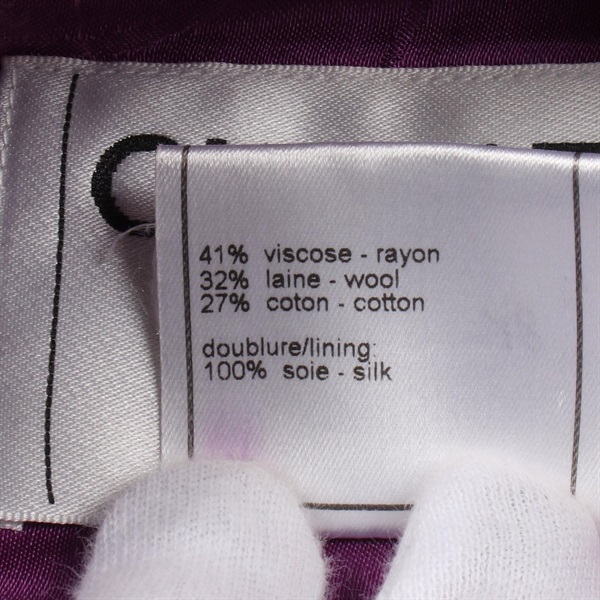 41% viscose - rayon
32% laine - wool
27% coton - cotton
doublure/lining:
100% soie - silk